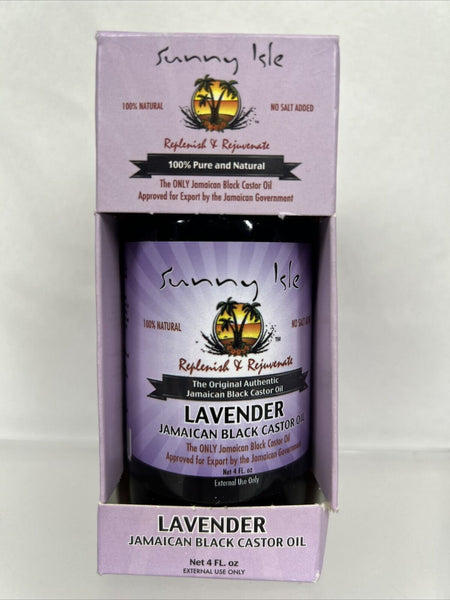 Sunny Isle
100% NATURAL
NO SALT ADDED
Replenish & Rejuvenate
100% Pure and Natural
The ONLY Jamaican Black Castor Oil
Approved for Export by the Jamaican Government
Sunny Isle
100% NATURAL
NO SALT
TM
Replenish & Rejuvenate
The Original Authentic
Jamaican Black Castor Oil
LAVENDER
JAMAICAN BLACK CASTOR OIL
The ONLY Jamaican Black Castor Oil
Approved for Export by the Jamaican Government
Net 4 FL. oz
External Use Only
LAVENDER
JAMAICAN BLACK CASTOR OIL
Net 4 FL. oz
EXTERNAL USE ONLY